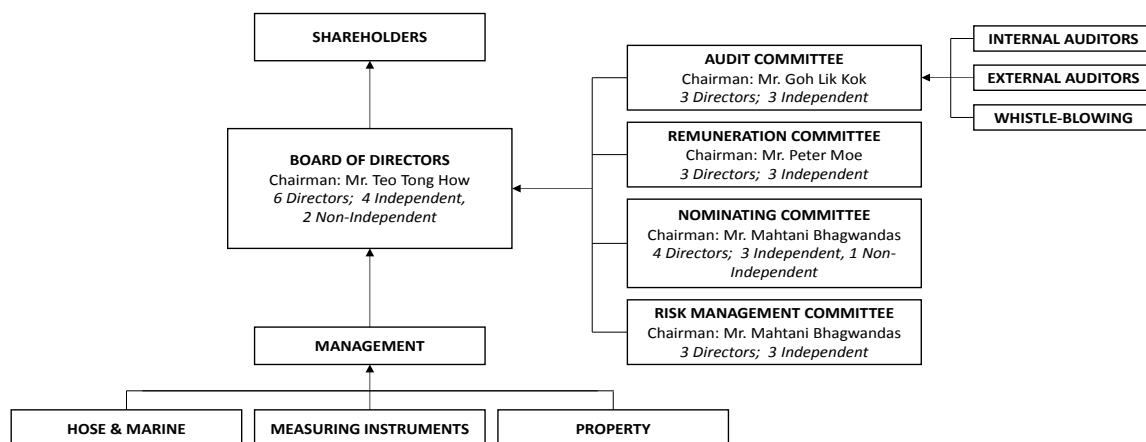 SHAREHOLDERS
BOARD OF DIRECTORS
Chairman: Mr. Teo Tong How
6 Directors; 4 Independent,
2 Non-Independent
MANAGEMENT
HOSE & MARINE
MEASURING INSTRUMENTS
PROPERTY
AUDIT COMMITTEE
Chairman: Mr. Goh Lik Kok
3 Directors; 3 Independent
REMUNERATION COMMITTEE
Chairman: Mr. Peter Moe
3 Directors; 3 Independent
NOMINATING COMMITTEE
Chairman: Mr. Mahtani Bhagwandas
4 Directors; 3 Independent, 1 Non-
Independent
RISK MANAGEMENT COMMITTEE
Chairman: Mr. Mahtani Bhagwandas
3 Directors; 3 Independent
INTERNAL AUDITORS
EXTERNAL AUDITORS
WHISTLE-BLOWING